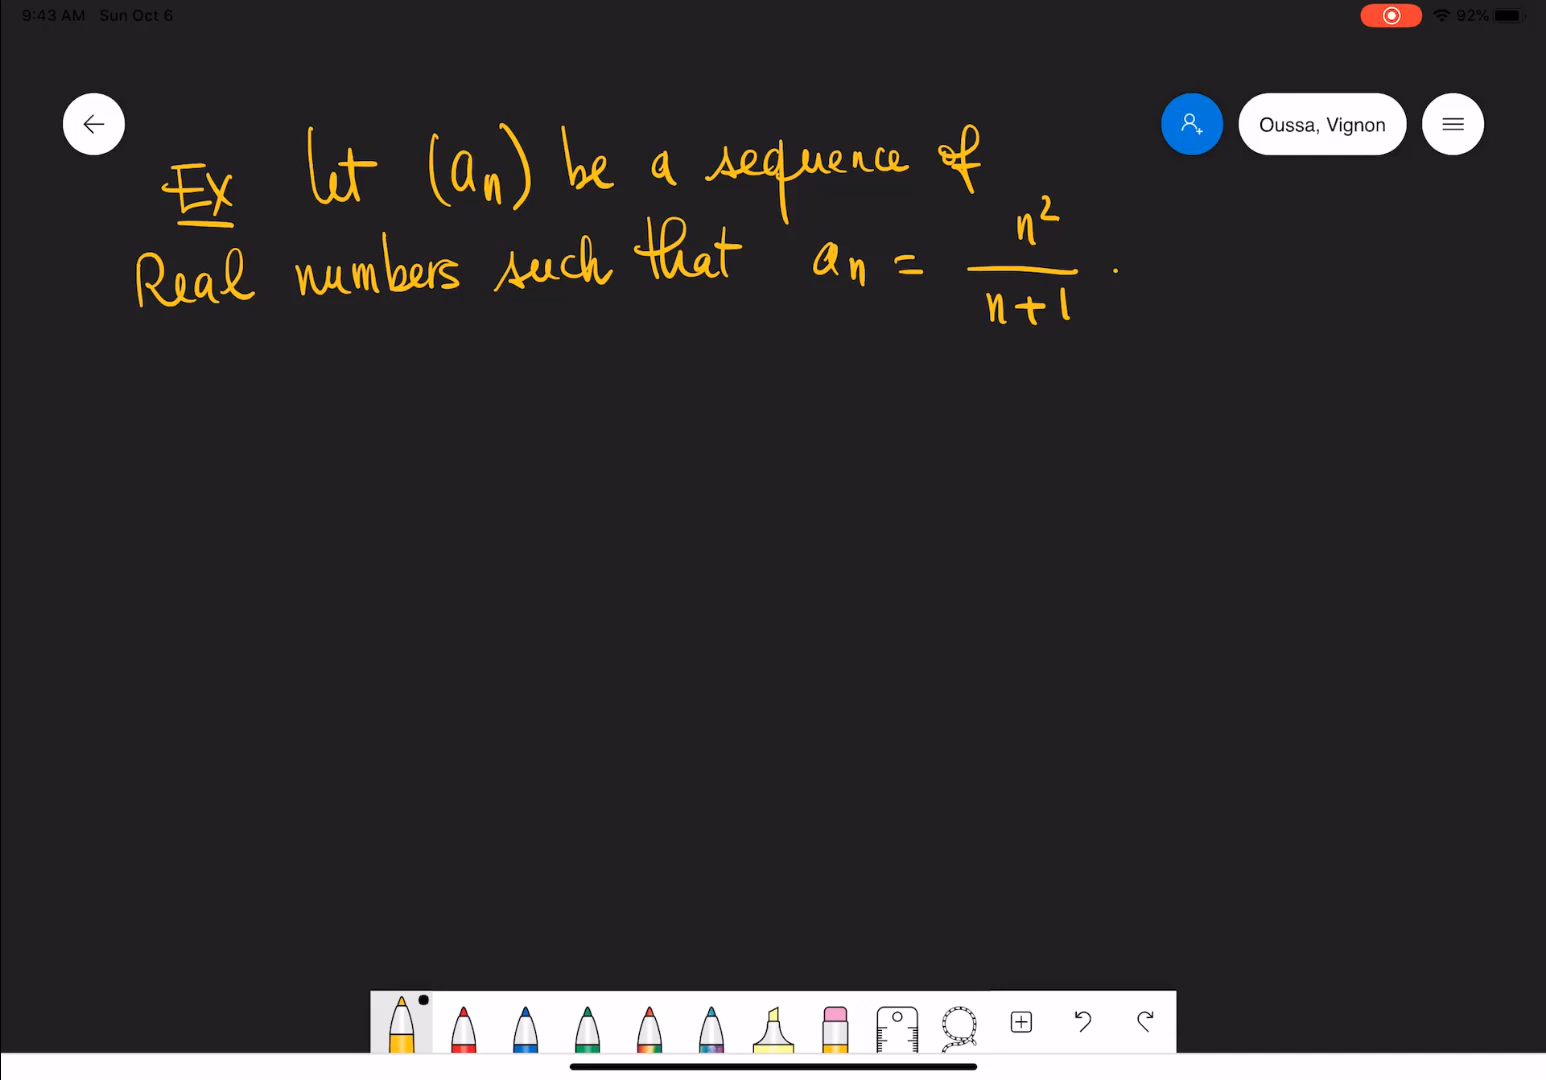 9:43 AM Sun Oct 6
92%
Oussa, Vignon
Ex Let (aₙ) be a sequence of
Real numbers such that aₙ = n²/(n+1).